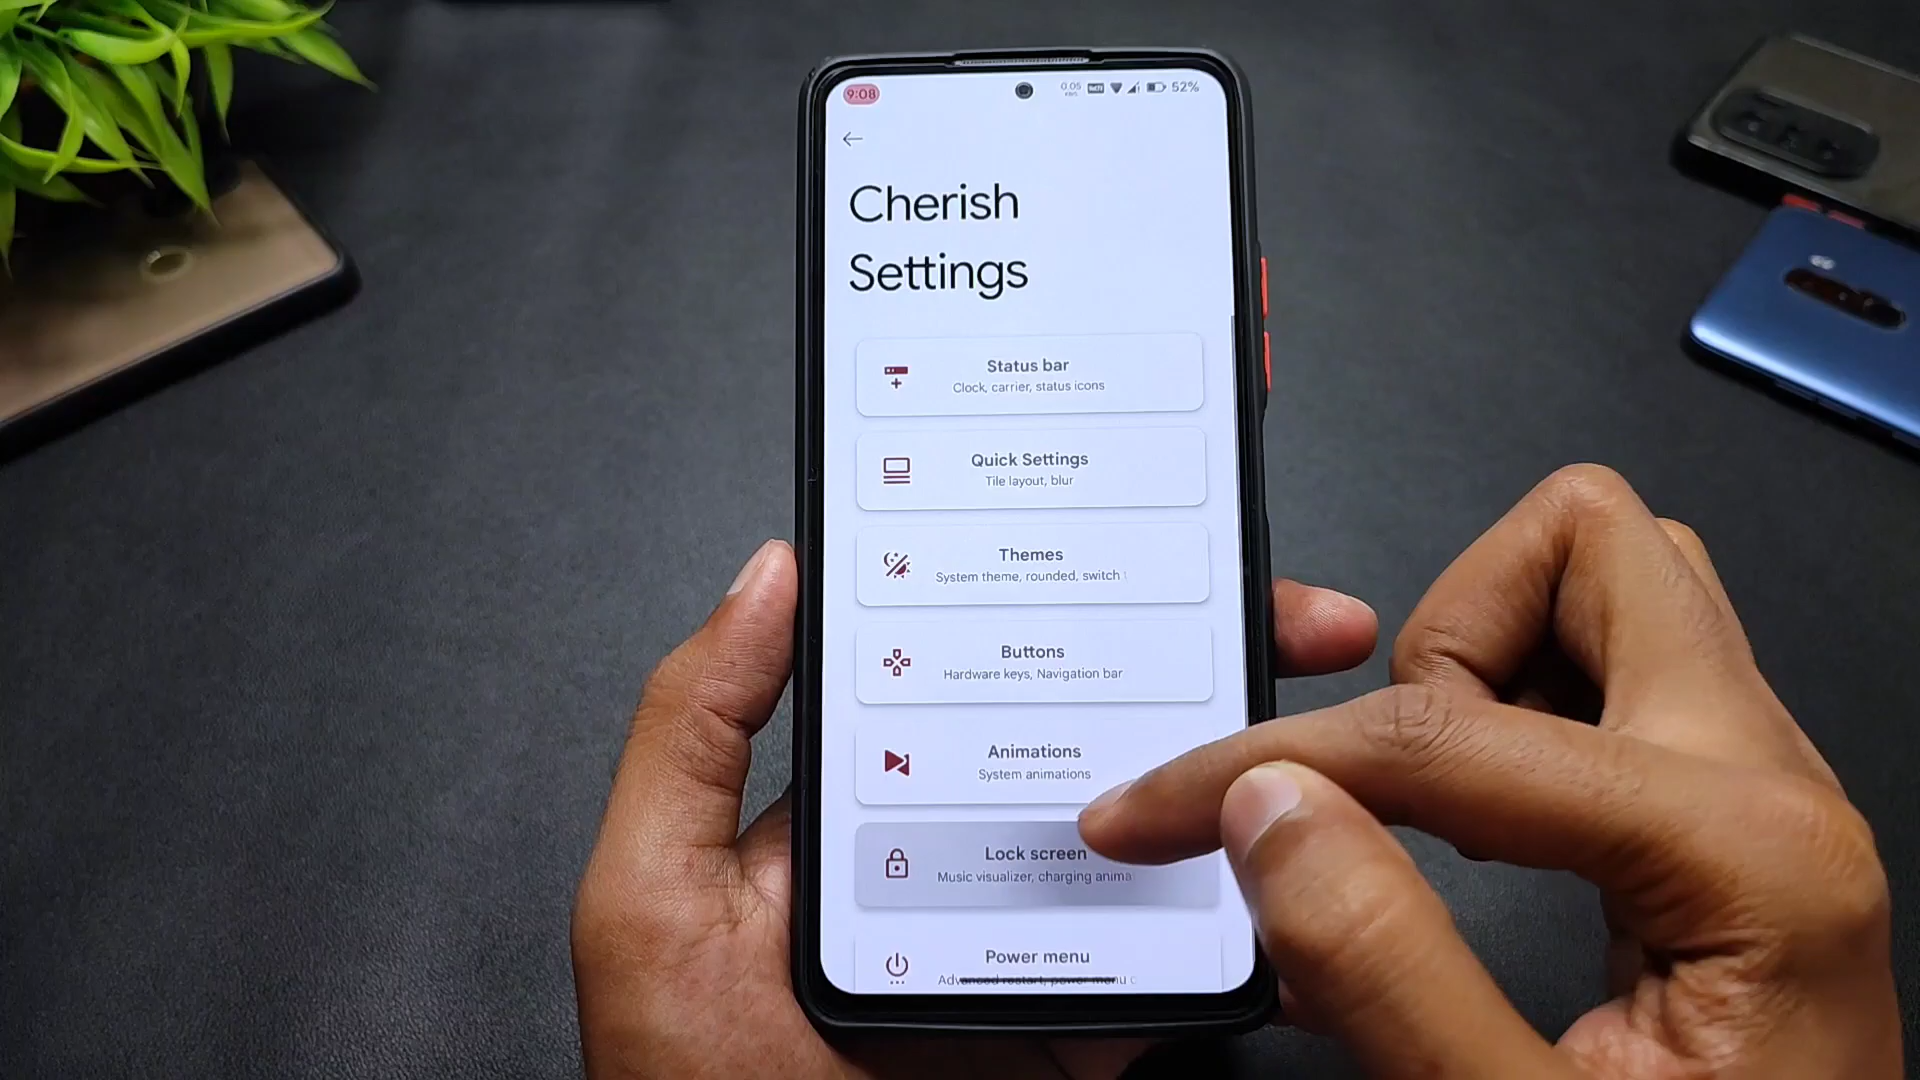 9:08
0.05
52%
Cherish
Settings
Status bar
Clock, carrier, status icons
Quick Settings
Tile layout, blur
Themes
System theme, rounded, switch
Buttons
Hardware keys, Navigation bar
Animations
System animations
Lock screen
Music visualizer, charging anima
Power menu
Advanced restart, power menu